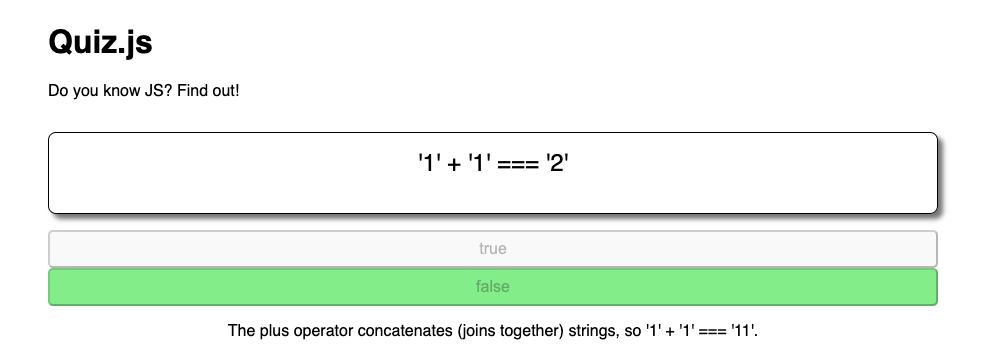 Quiz.js
Do you know JS? Find out!
'1' + '1' === '2'
true
false
The plus operator concatenates (joins together) strings, so '1' + '1' === '11'.